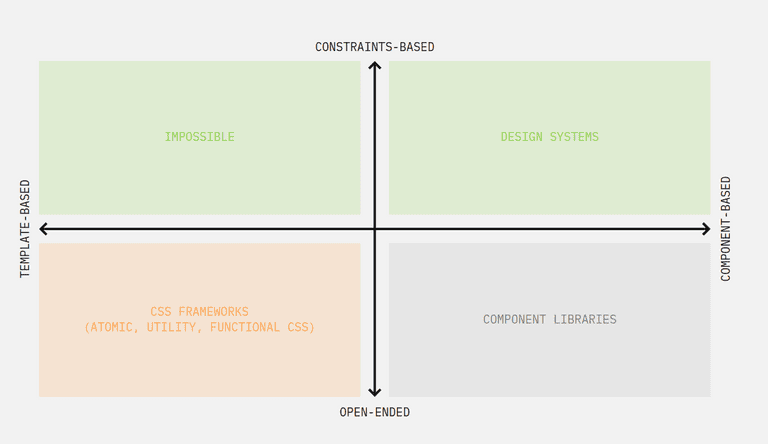 CONSTRAINTS-BASED
IMPOSSIBLE
DESIGN SYSTEMS
TEMPLATE-BASED
COMPONENT-BASED
CSS FRAMEWORKS
(ATOMIC, UTILITY, FUNCTIONAL CSS)
COMPONENT LIBRARIES
OPEN-ENDED